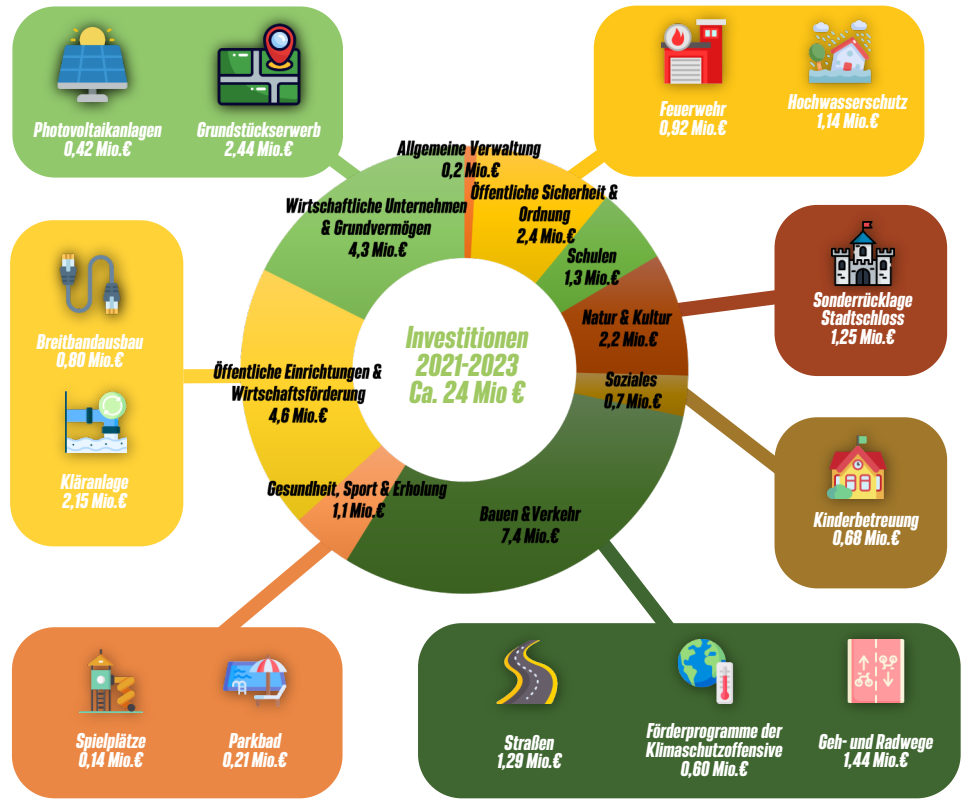 Photovoltaikanlagen
0,42 Mio.€
Grundstückserwerb
2,44 Mio.€
Feuerwehr
0,92 Mio.€
Hochwasserschutz
1,14 Mio.€
Allgemeine Verwaltung
0,2 Mio.€
Wirtschaftliche Unternehmen
& Grundvermögen
4,3 Mio.€
Öffentliche Sicherheit &
Ordnung
2,4 Mio.€
Schulen
1,3 Mio.€
Natur & Kultur
2,2 Mio.€
Sonderrücklage
Stadtschloss
1,25 Mio.€
Breitbandausbau
0,80 Mio.€
Kläranlage
2,15 Mio.€
Investitionen
2021-2023
Ca. 24 Mio €
Öffentliche Einrichtungen &
Wirtschaftsförderung
4,6 Mio.€
Soziales
0,7 Mio.€
Gesundheit, Sport & Erholung
1,1 Mio.€
Bauen &Verkehr
7,4 Mio.€
Kinderbetreuung
0,68 Mio.€
Spielplätze
0,14 Mio.€
Parkbad
0,21 Mio.€
Straßen
1,29 Mio.€
Förderprogramme der
Klimaschutzoffensive
0,60 Mio.€
Geh- und Radwege
1,44 Mio.€